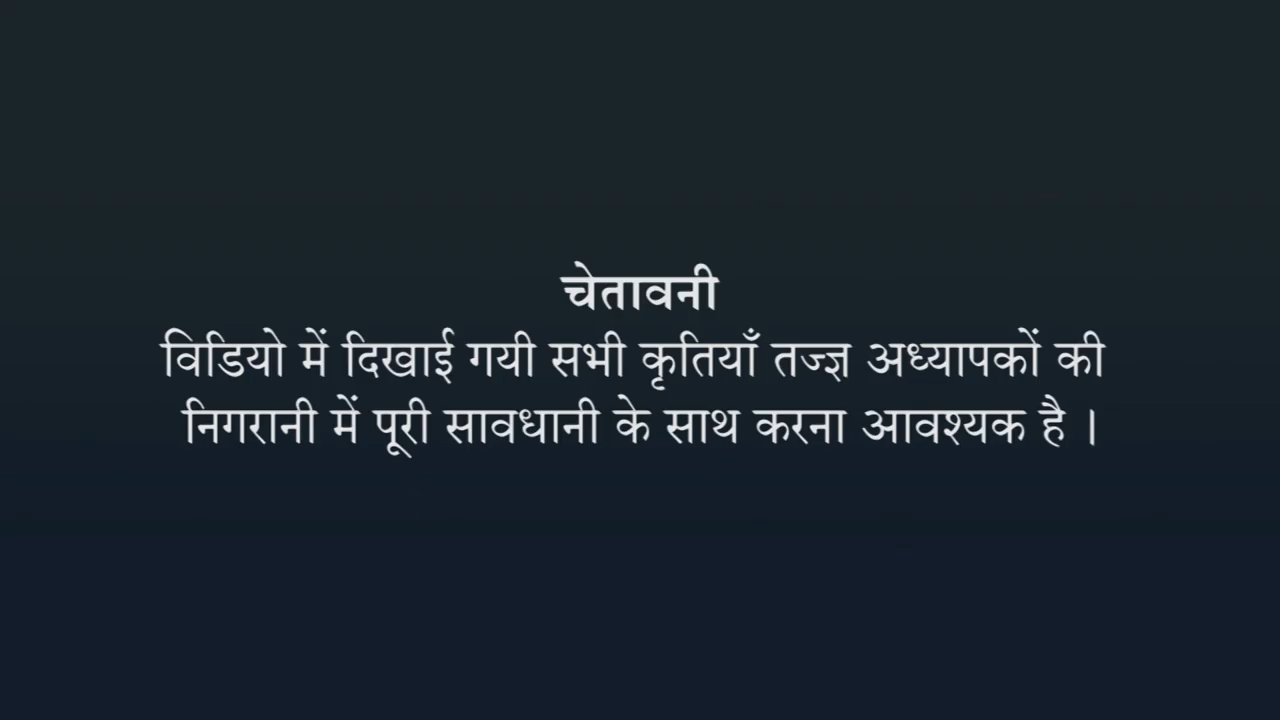 चेतावनी
विडियो में दिखाई गयी सभी कृतियाँ तज्ज्ञ अध्यापकों की
निगरानी में पूरी सावधानी के साथ करना आवश्यक है ।